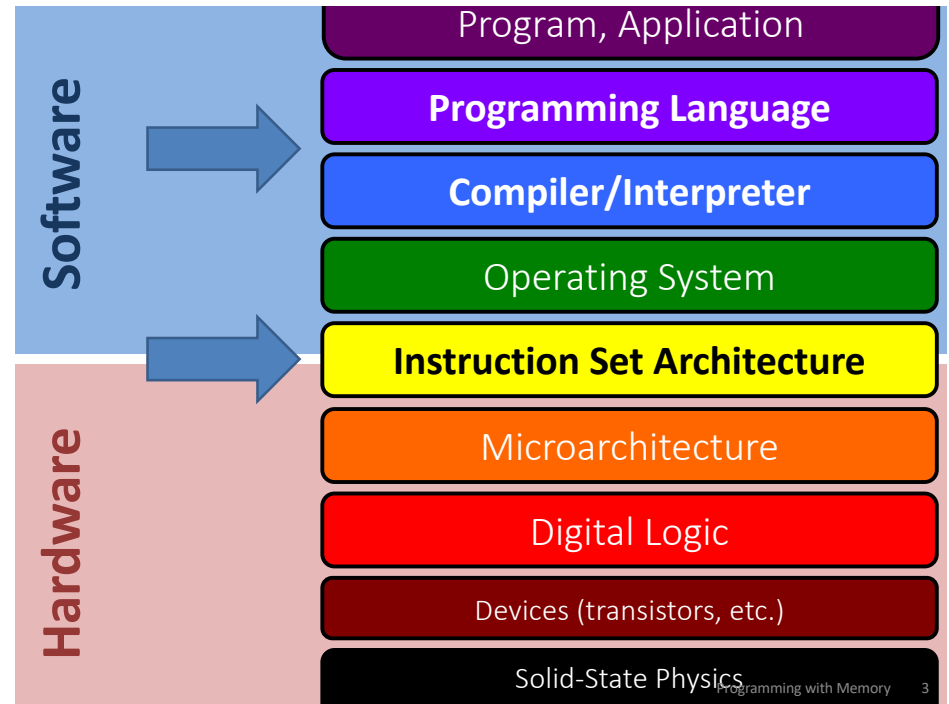 Software
Program, Application
Programming Language
Compiler/Interpreter
Operating System
Instruction Set Architecture
Hardware
Microarchitecture
Digital Logic
Devices (transistors, etc.)
Solid-State Physics
Programming with Memory 3